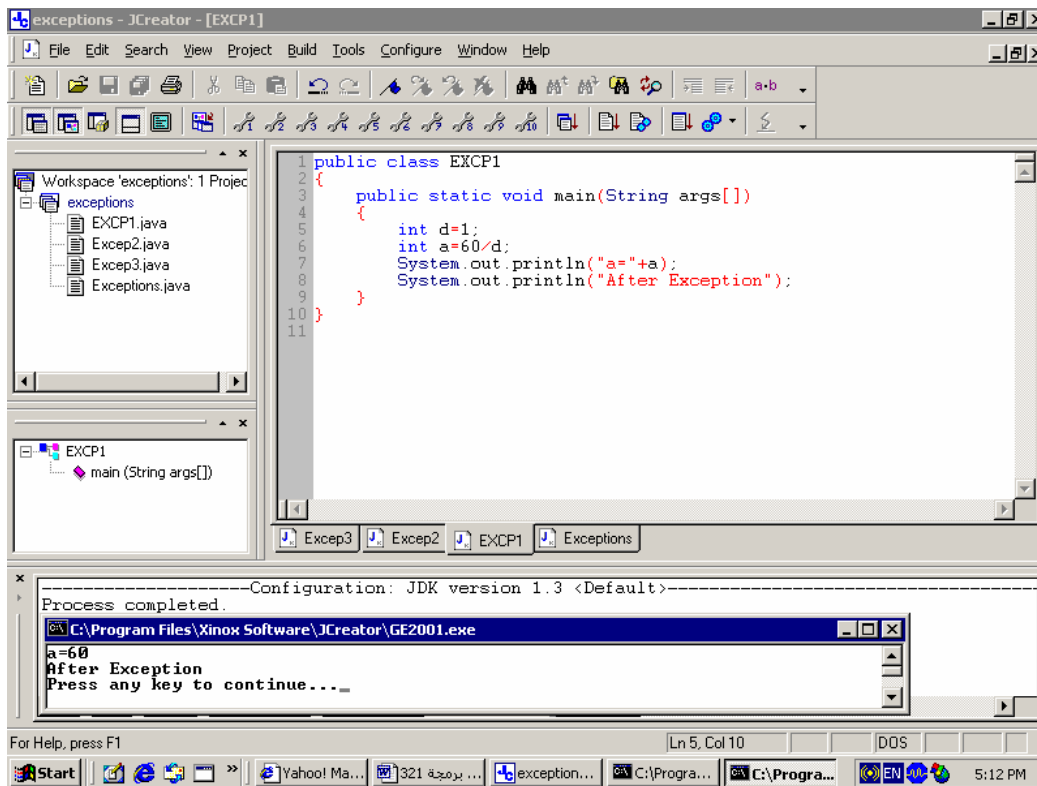 exceptions - JCreator - [EXCP1]
File Edit Search View Project Build Tools Configure Window Help
a·b
Workspace 'exceptions': 1 Projec
exceptions
EXCP1.java
Excep2.java
Excep3.java
Exceptions.java
EXCP1
main (String args[])
1 public class EXCP1
2 {
3 public static void main(String args[])
4 {
5 int d=1;
6 int a=60/d;
7 System.out.println("a="+a);
8 System.out.println("After Exception");
9 }
10 }
11
Excep3 Excep2 EXCP1 Exceptions
--------------------Configuration: JDK version 1.3 <Default>--------------------
Process completed.
C:\Program Files\Xinox Software\JCreator\GE2001.exe
a=60
After Exception
Press any key to continue..._
For Help, press F1
Ln 5, Col 10
DOS
Start » Yahoo! Ma... برمجة 321 ... exception... C:\Progra... C:\Progra... EN 5:12 PM